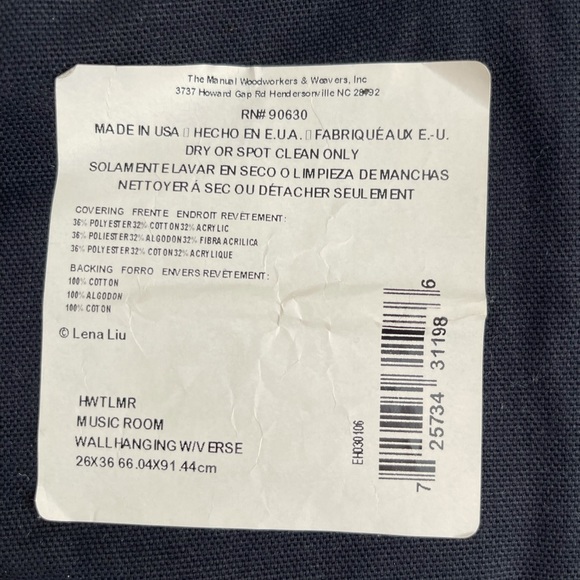 The Manual Woodworkers & Weavers, Inc
3737 Howard Gap Rd Hendersonville NC 28792
RN# 90630
MADE IN USA▯HECHO EN E.U.A.▯FABRIQUÉ AUX E.-U.
DRY OR SPOT CLEAN ONLY
SOLAMENTE LAVAR EN SECO O LIMPIEZA DE MANCHAS
NETTOYER Á SEC OU DÉTACHER SEULEMENT
COVERING FRENTE ENDROIT REVÊTEMENT:
36% POLYESTER 32% COTTON 32% ACRYLIC
36% POLIESTER 32% ALGODON 32% FIBRA ACRILICA
36% POLYESTER 32% COTON 32% ACRYLIQUE
BACKING FORRO ENVERS REVÊTEMENT:
100% COTTON
100% ALGODON
100% COTON
© Lena Liu
HWTLMR
MUSIC ROOM
WALLHANGING W/VERSE
26X36 66.04X91.44cm
EH030106
7 25734 31198 6